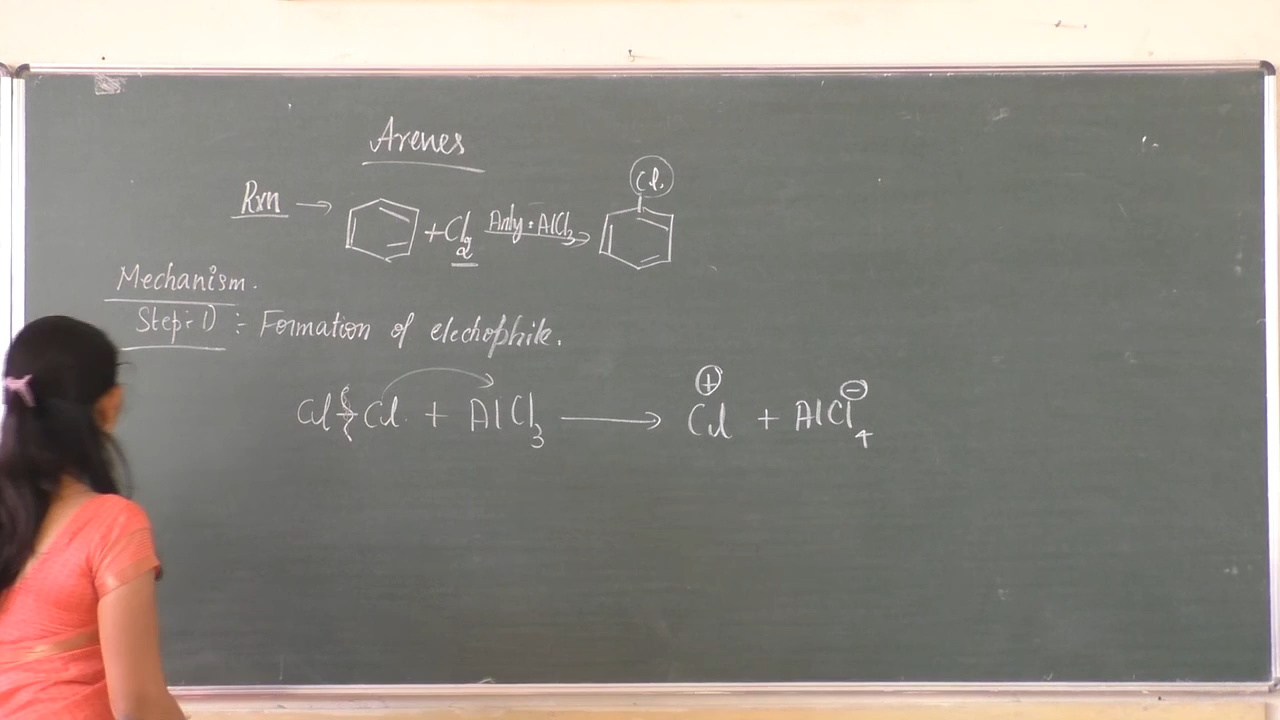 Arenes
Rxn → + Cl2 Anhy: AlCl3 → Cl
Mechanism.
Step:-1) :- Formation of electrophile.
Cl Cl + AlCl3 → Cl⊕ + AlCl4⊖